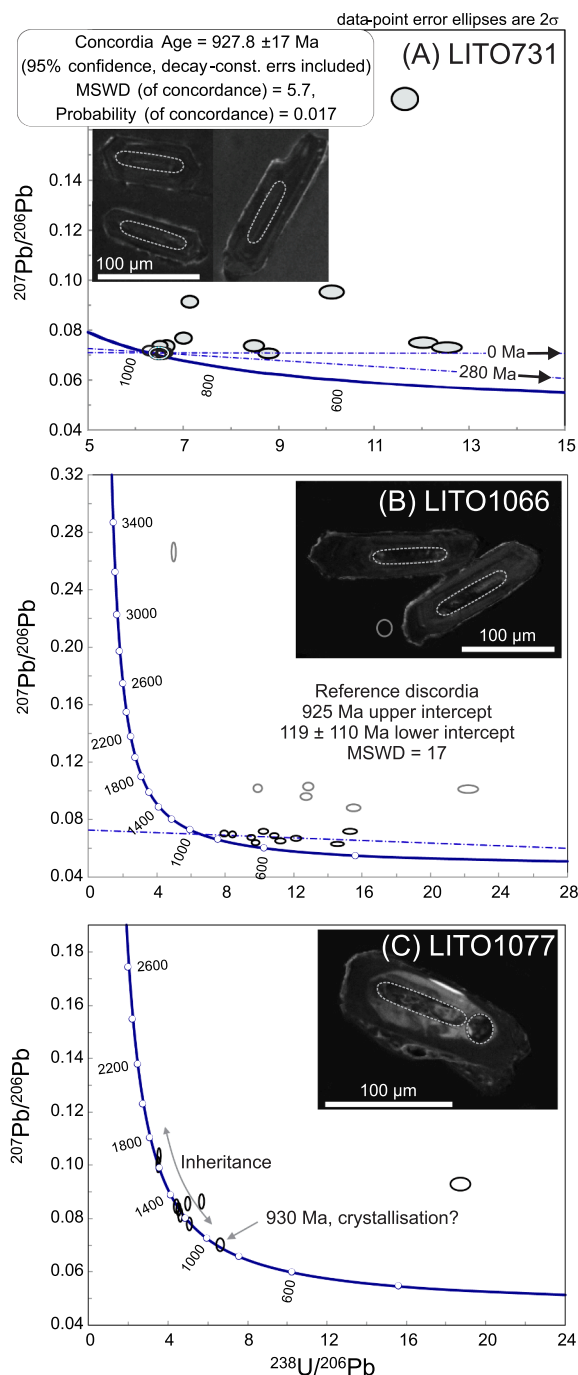 data-point error ellipses are 2σ
Concordia Age = 927.8 ±17 Ma
(95% confidence, decay-const. errs included)
MSWD (of concordance) = 5.7,
Probability (of concordance) = 0.017
(A) LITO731
100 µm
0.14
0.12
0.10
0.08
0.06
0.04
207Pb/206Pb
1000
800
600
0 Ma
280 Ma
5
7
9
11
13
15
(B) LITO1066
100 µm
Reference discordia
925 Ma upper intercept
119 ± 110 Ma lower intercept
MSWD = 17
0.32
0.28
0.24
0.20
0.16
0.12
0.08
0.04
207Pb/206Pb
3400
3000
2600
2200
1800
1400
1000
600
0
4
8
12
16
20
24
28
(C) LITO1077
100 µm
0.18
0.16
0.14
0.12
0.10
0.08
0.06
0.04
207Pb/206Pb
2600
2200
1800
1400
1000
600
Inheritance
930 Ma, crystallisation?
0
4
8
12
16
20
24
238U/206Pb